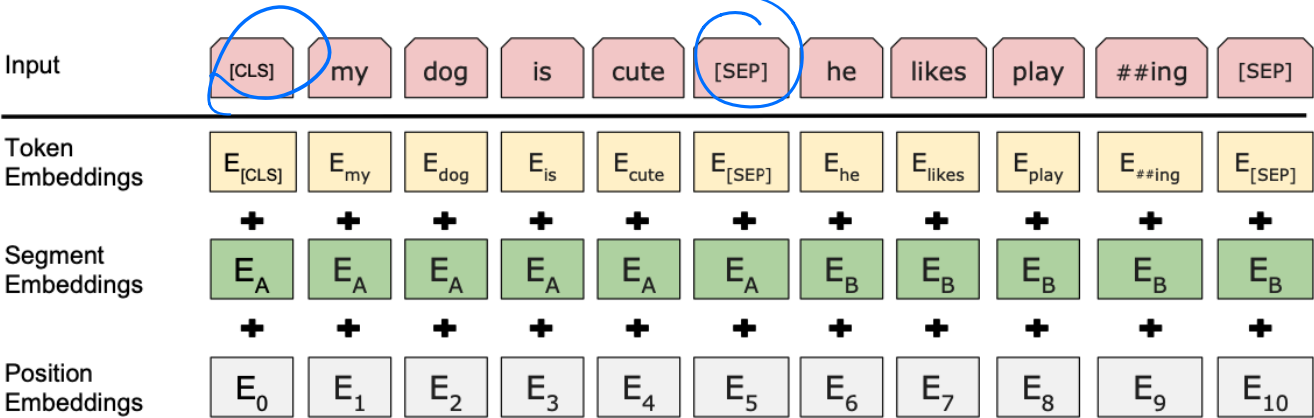 Input [CLS] my dog is cute [SEP] he likes play ##ing [SEP]
Token
Embeddings E[CLS] Emy Edog Eis Ecute E[SEP] Ehe Elikes Eplay E##ing E[SEP]
+ + + + + + + + + + +
Segment
Embeddings EA EA EA EA EA EA EB EB EB EB EB
+ + + + + + + + + + +
Position
Embeddings E0 E1 E2 E3 E4 E5 E6 E7 E8 E9 E10